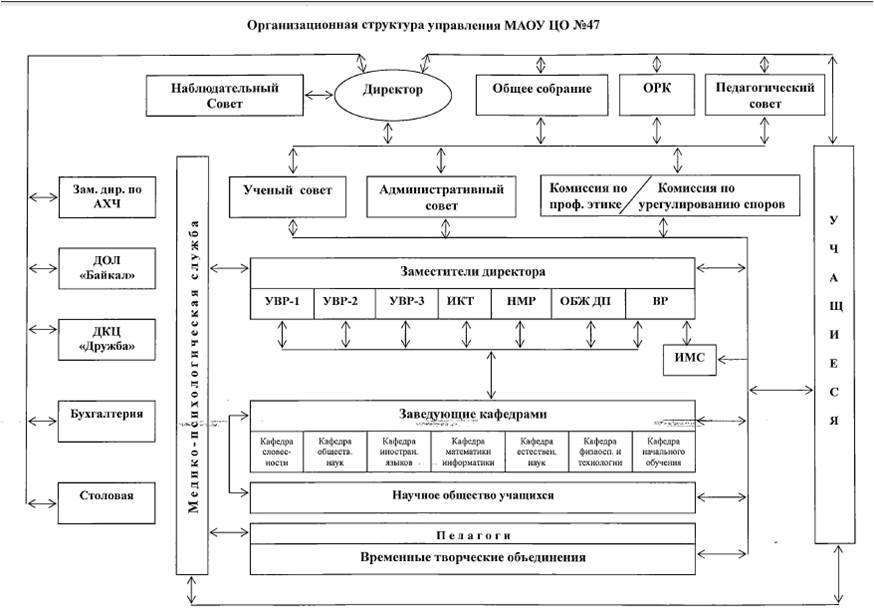 Организационная структура управления МАОУ ЦО №47
Наблюдательный
Совет
Директор
Общее собрание
ОРК
Педагогический
совет
Ученый совет
Административный
совет
Комиссия по
проф. этике
Комиссия по
урегулированию споров
Зам. дир. по
АХЧ
ДОЛ
«Байкал»
ДКЦ
«Дружба»
Бухгалтерия
Столовая
Медико-психологическая служба
Заместители директора
УВР-1 УВР-2 УВР-3 ИКТ НМР ОБЖ ДП ВР
ИМС
Заведующие кафедрами
Кафедра
словес-
ности
Кафедра
обществ.
наук
Кафедра
иностран.
языков
Кафедра
математики
информатики
Кафедра
естествен.
наук
Кафедра
физвосп. и
технологии
Кафедра
начального
обучения
Научное общество учащихся
Педагоги
Временные творческие объединения
УЧАЩИЕСЯ